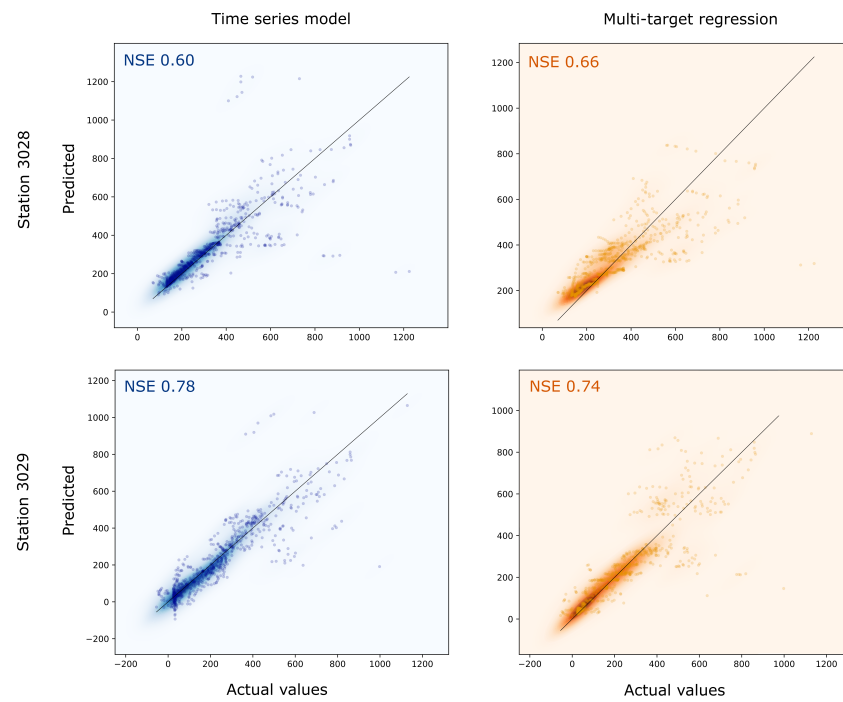 Time series model
Multi-target regression
Station 3028
Predicted
NSE 0.60
1200
1000
800
600
400
200
0
0 200 400 600 800 1000 1200
NSE 0.66
1200
1000
800
600
400
200
0 200 400 600 800 1000 1200
Station 3029
Predicted
NSE 0.78
1200
1000
800
600
400
200
0
−200
−200 0 200 400 600 800 1000 1200
Actual values
NSE 0.74
1000
800
600
400
200
0
−200 0 200 400 600 800 1000 1200
Actual values